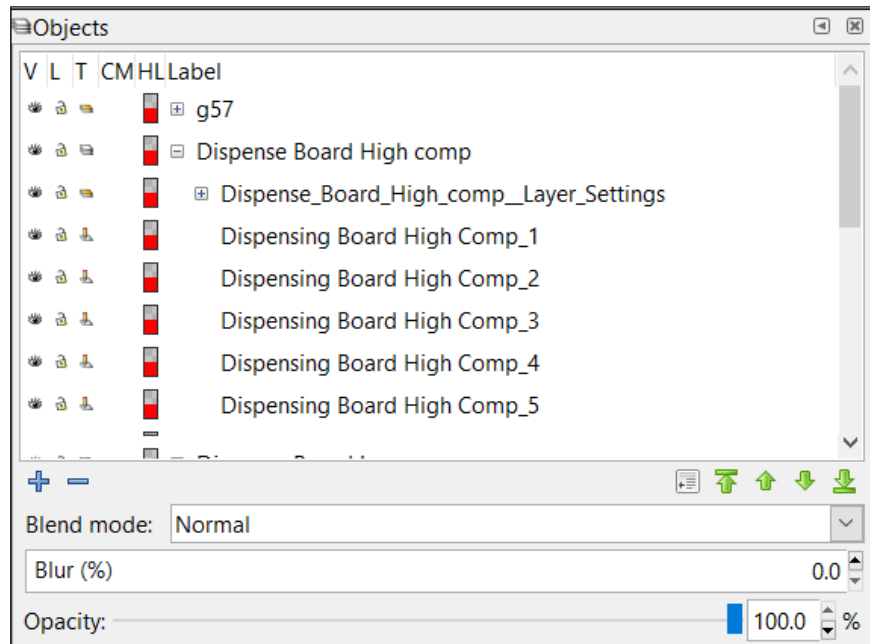 Objects
V L T CM HL Label
g57
Dispense Board High comp
Dispense_Board_High_comp__Layer_Settings
Dispensing Board High Comp_1
Dispensing Board High Comp_2
Dispensing Board High Comp_3
Dispensing Board High Comp_4
Dispensing Board High Comp_5
Blend mode: Normal
Blur (%) 0.0
Opacity: 100.0 %